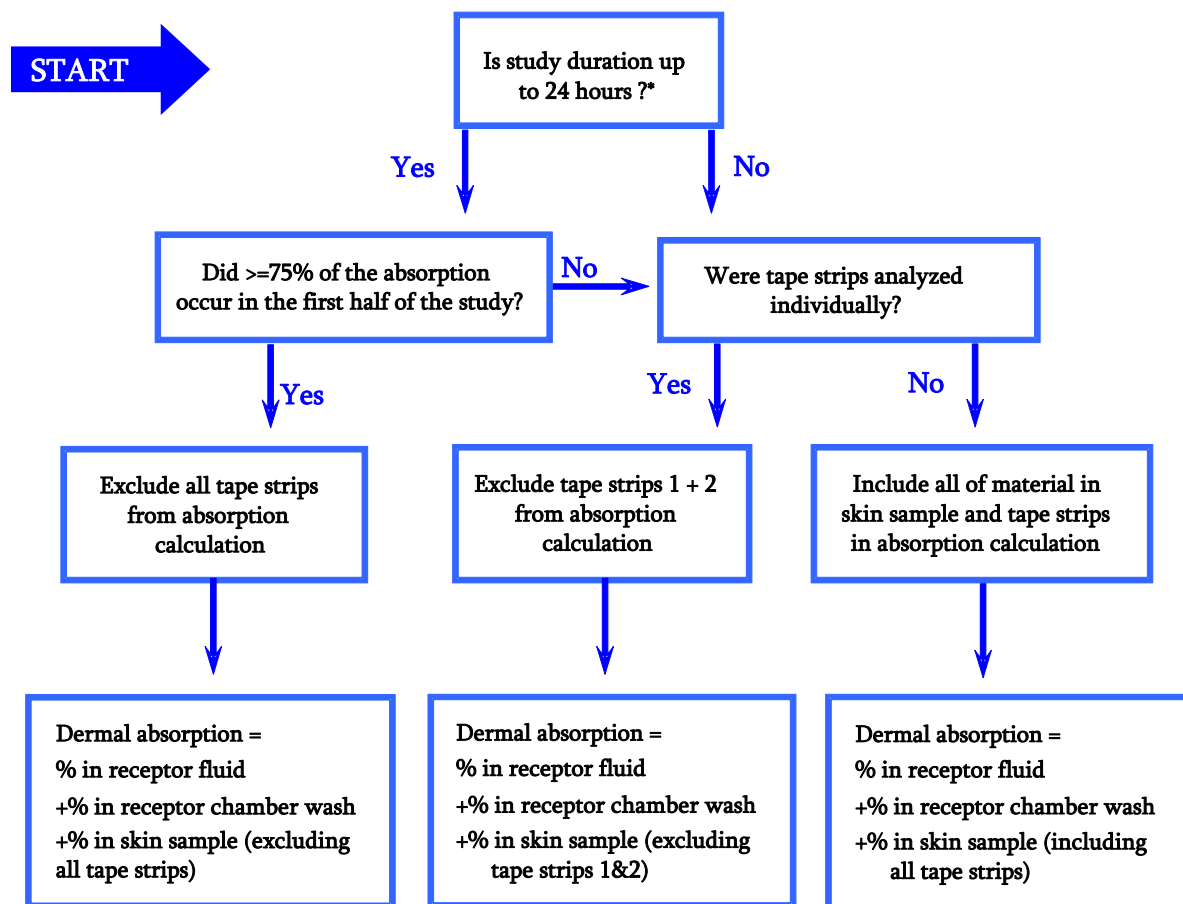 START
Is study duration up
to 24 hours ?*
Yes
No
Did >=75% of the absorption
occur in the first half of the study?
No
Were tape strips analyzed
individually?
Yes
Yes
No
Exclude all tape strips
from absorption
calculation
Exclude tape strips 1 + 2
from absorption
calculation
Include all of material in
skin sample and tape strips
in absorption calculation
Dermal absorption =
% in receptor fluid
+% in receptor chamber wash
+% in skin sample (excluding
all tape strips)
Dermal absorption =
% in receptor fluid
+% in receptor chamber wash
+% in skin sample (excluding
tape strips 1&2)
Dermal absorption =
% in receptor fluid
+% in receptor chamber wash
+% in skin sample (including
all tape strips)